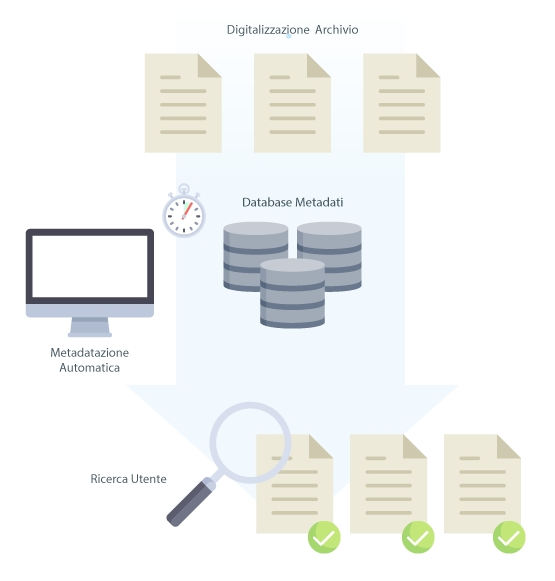 Digitalizzazione Archivio
Database Metadati
Metadatazione
Automatica
Ricerca Utente